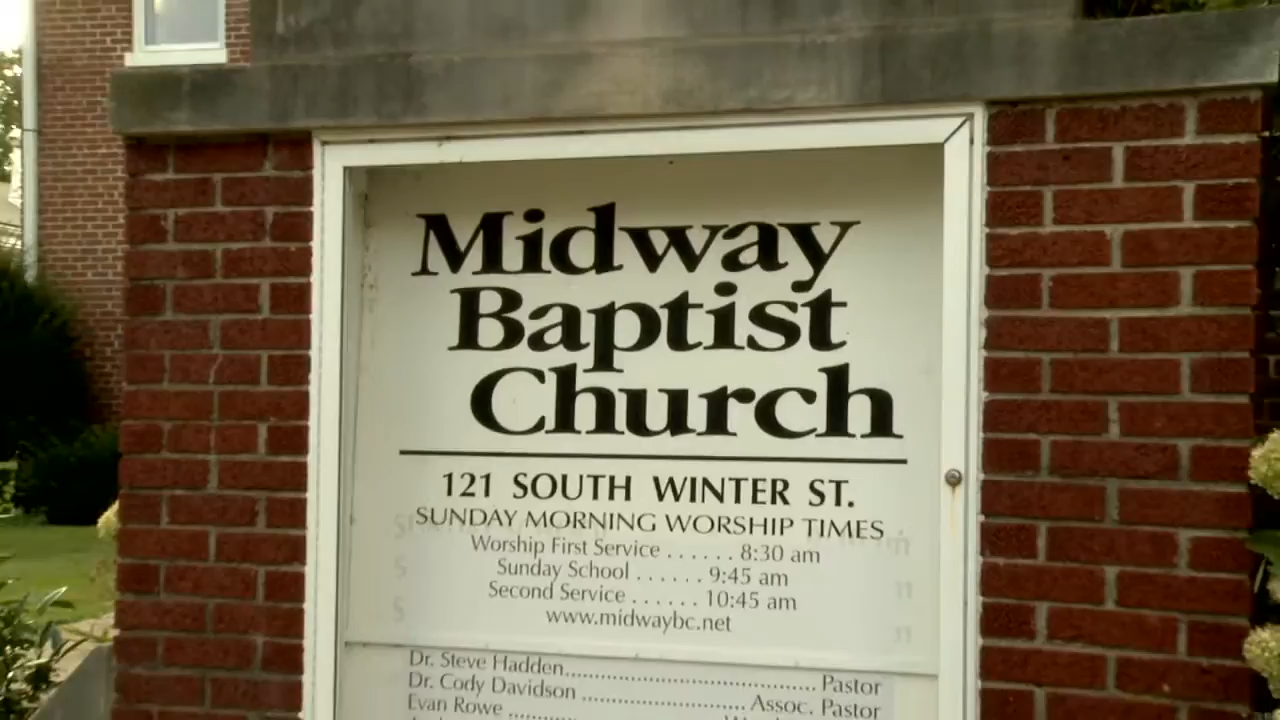 Midway
Baptist
Church
121 SOUTH WINTER ST.
SUNDAY MORNING WORSHIP TIMES
Worship First Service . . . . . . 8:30 am
Sunday School . . . . . . 9:45 am
Second Service . . . . . . 10:45 am
www.midwaybc.net
Dr. Steve Hadden........................................ Pastor
Dr. Cody Davidson .......................... Assoc. Pastor
Evan Rowe